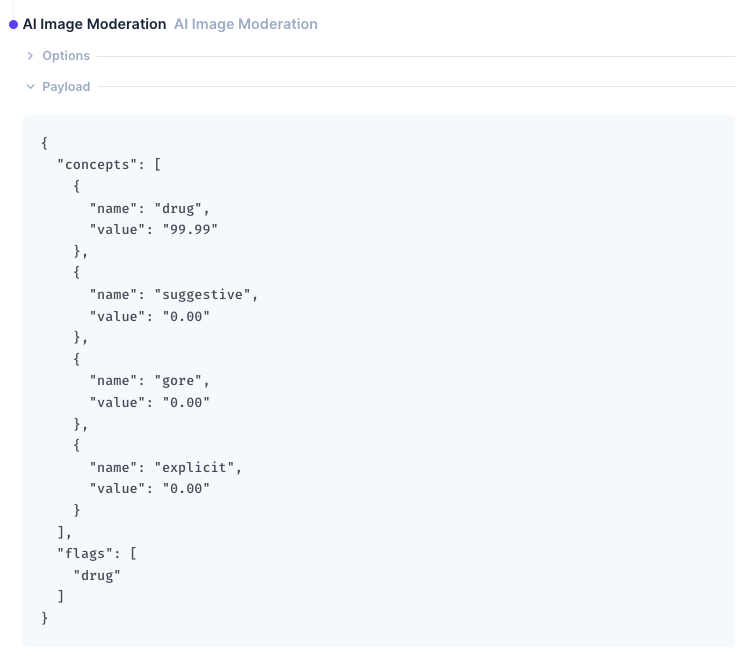 AI Image Moderation AI Image Moderation
Options
Payload
{
  "concepts": [
    {
      "name": "drug",
      "value": "99.99"
    },
    {
      "name": "suggestive",
      "value": "0.00"
    },
    {
      "name": "gore",
      "value": "0.00"
    },
    {
      "name": "explicit",
      "value": "0.00"
    }
  ],
  "flags": [
    "drug"
  ]
}